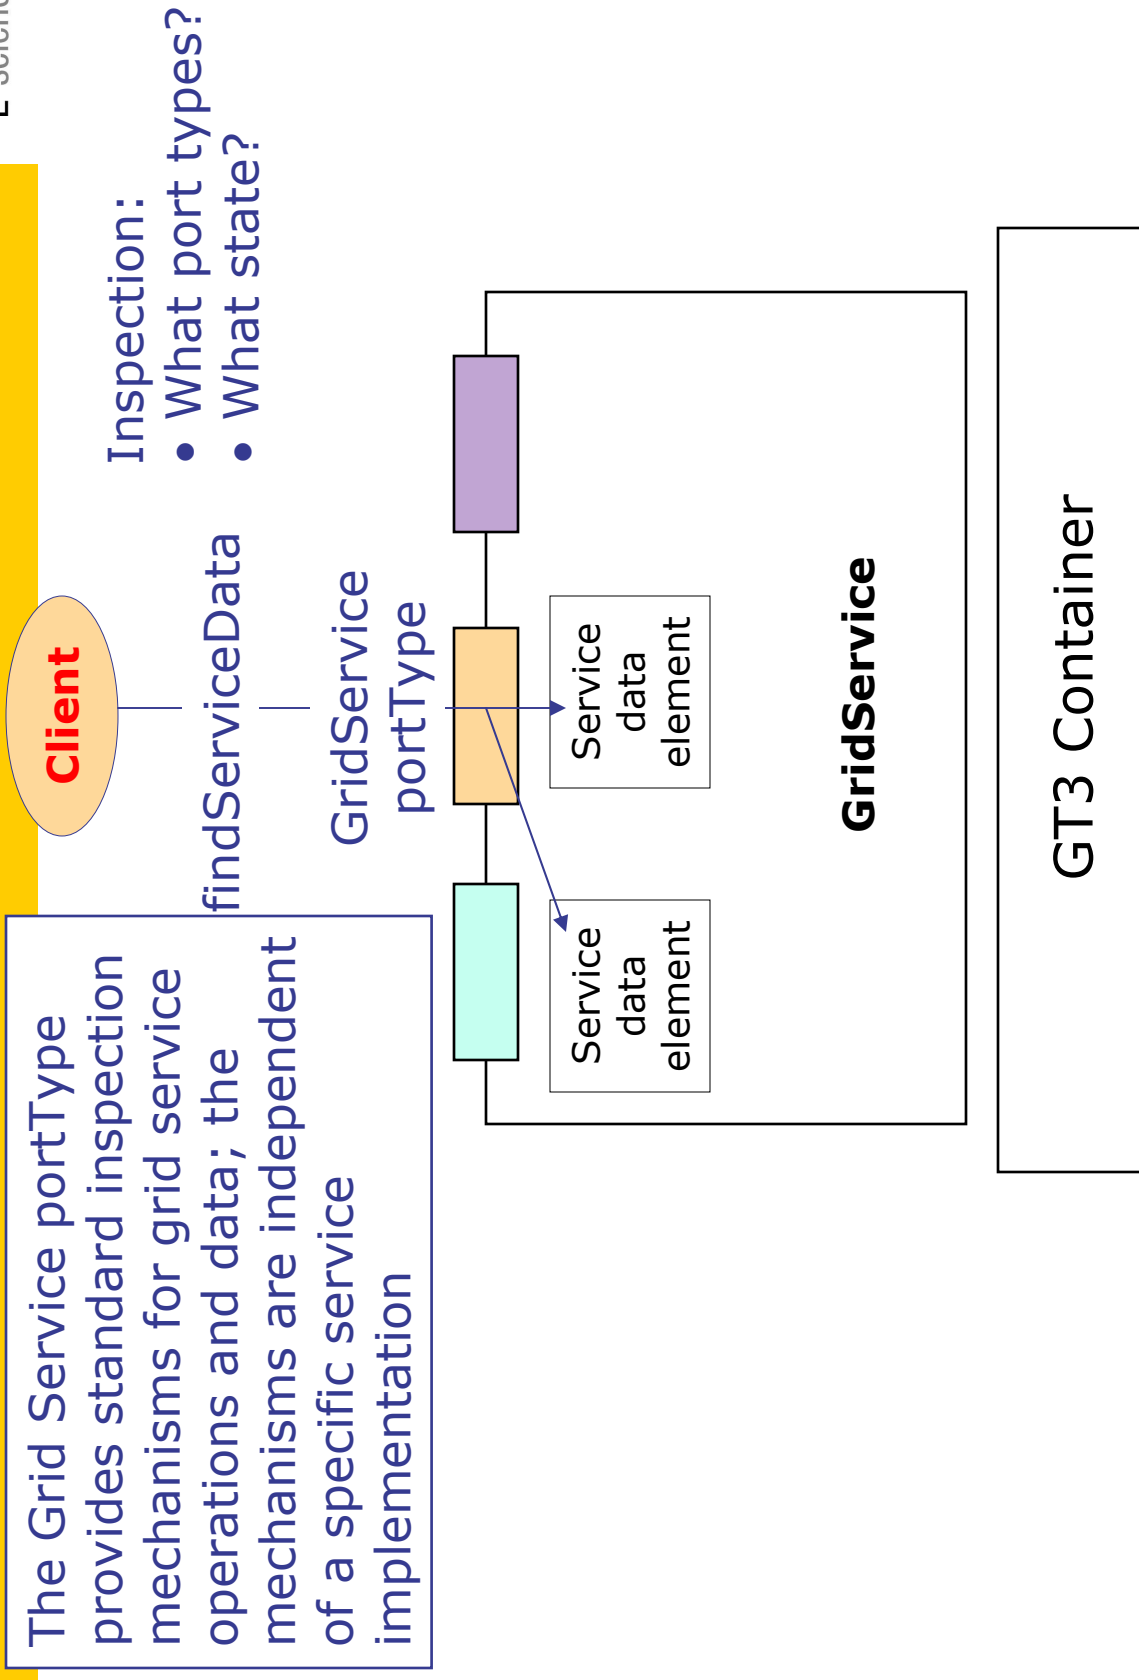 The Grid Service portType
provides standard inspection
mechanisms for grid service
operations and data; the
mechanisms are independent
of a specific service
implementation
Client
findServiceData
Inspection:
• What port types?
• What state?
GridService
portType
Service
data
element
Service
data
element
GridService
GT3 Container